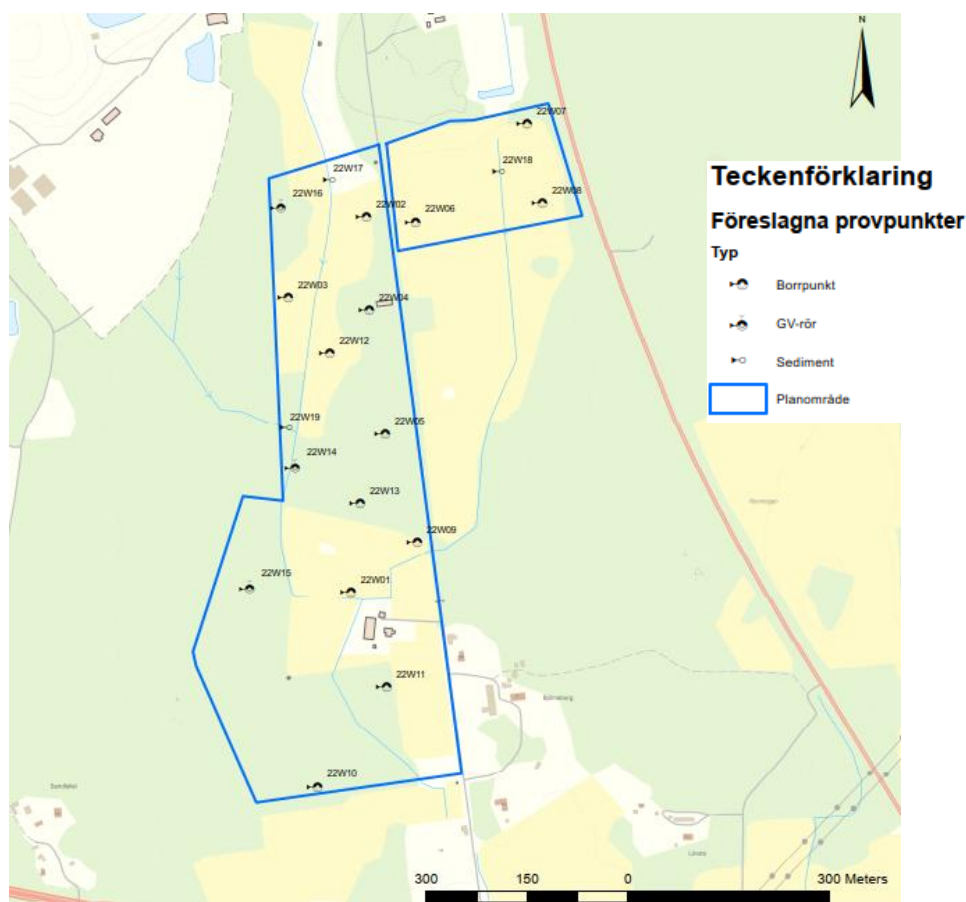 N
22W07
22W17
22W18
22W16
22W02
22W06
22W08
Teckenförklaring
Föreslagna provpunkter
Typ
Borrpunkt
GV-rör
Sediment
Planområde
22W03
22W04
22W12
22W19
22W05
22W14
22W13
22W09
22W15
22W01
22W11
22W10
300 150 0 300 Meters